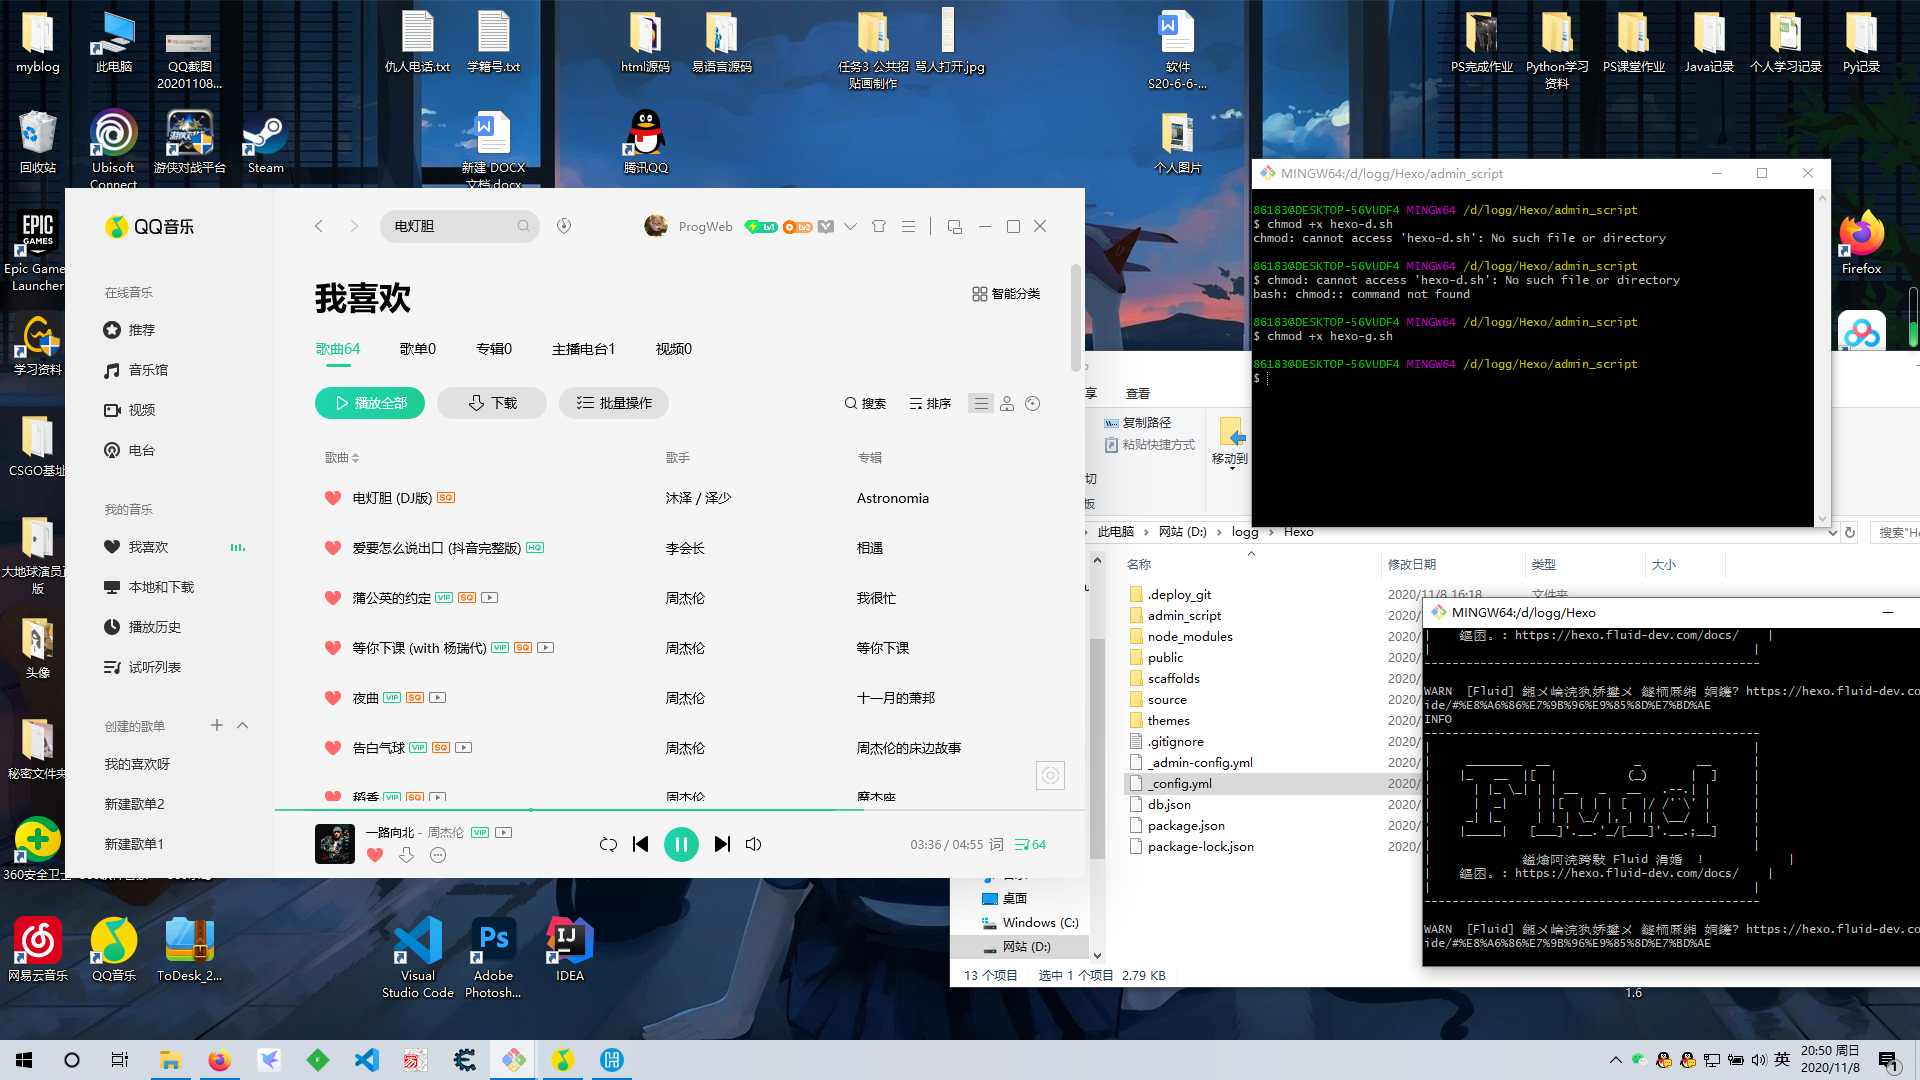 myblog
此电脑
QQ截图
20201108...
仇人电话.txt
学籍号.txt
html源码
易语言源码
任务3 公共招
贴画制作
骂人打开.jpg
软件
S20-6-6-...
PS完成作业
Python学习
资料
PS课堂作业
Java记录
个人学习记录
Py记录
回收站
Ubisoft
Connect
游侠对战平台
Steam
新建 DOCX
文档.docx
腾讯QQ
个人图片
Epic Games
Launcher
学习资料
CSGO基址
头像
秘密文件夹
360安全卫士
Firefox
QQ音乐
电灯胆
ProgWeb
在线音乐
推荐
音乐馆
视频
电台
我的音乐
我喜欢
本地和下载
播放历史
试听列表
创建的歌单
我的喜欢呀
新建歌单2
新建歌单1
我喜欢
智能分类
歌曲64
歌单0
专辑0
主播电台1
视频0
播放全部
下载
批量操作
搜索
排序
歌曲
歌手
专辑
电灯胆 (DJ版) SQ
沐泽 / 泽少
Astronomia
爱要怎么说出口 (抖音完整版) HQ
李会长
相遇
蒲公英的约定 VIP SQ
周杰伦
我很忙
等你下课 (with 杨瑞代) VIP SQ
周杰伦
等你下课
夜曲 VIP SQ
周杰伦
十一月的萧邦
告白气球 VIP SQ
周杰伦
周杰伦的床边故事
稻香 VIP SQ
周杰伦
魔杰座
一路向北 - 周杰伦 VIP
03:36 / 04:55 词 64
MINGW64:/d/logg/Hexo/admin_script
86183@DESKTOP-56VUDF4 MINGW64 /d/logg/Hexo/admin_script
$ chmod +x hexo-d.sh
chmod: cannot access 'hexo-d.sh': No such file or directory
86183@DESKTOP-56VUDF4 MINGW64 /d/logg/Hexo/admin_script
$ chmod: cannot access 'hexo-d.sh': No such file or directory
bash: chmod:: command not found
86183@DESKTOP-56VUDF4 MINGW64 /d/logg/Hexo/admin_script
$ chmod +x hexo-g.sh
86183@DESKTOP-56VUDF4 MINGW64 /d/logg/Hexo/admin_script
$
享
查看
复制路径
粘贴快捷方式
移动到
切
板
此电脑 › 网站 (D:) › logg › Hexo
搜索"He
名称
修改日期
类型
大小
.deploy_git
2020/11/8 16:18
文件夹
admin_script
2020/
node_modules
2020/
public
2020/
scaffolds
2020/
source
2020/
themes
2020/
.gitignore
2020/
_admin-config.yml
2020/
_config.yml
2020/
db.json
2020/
package.json
2020/
package-lock.json
2020/
桌面
Windows (C:)
网站 (D:)
13 个项目
选中 1 个项目 2.79 KB
MINGW64:/d/logg/Hexo
https://hexo.fluid-dev.com/docs/
WARN [Fluid]
https://hexo.fluid-dev.co
ide/#%E8%A6%86%E7%9B%96%E9%85%8D%E7%BD%AE
INFO
Fluid
Fluid
https://hexo.fluid-dev.com/docs/
WARN [Fluid]
https://hexo.fluid-dev.co
ide/#%E8%A6%86%E7%9B%96%E9%85%8D%E7%BD%AE
1.6
网易云音乐
QQ音乐
ToDesk_2...
Visual
Studio Code
Adobe
Photosh...
IDEA
英
20:50 周日
2020/11/8
1